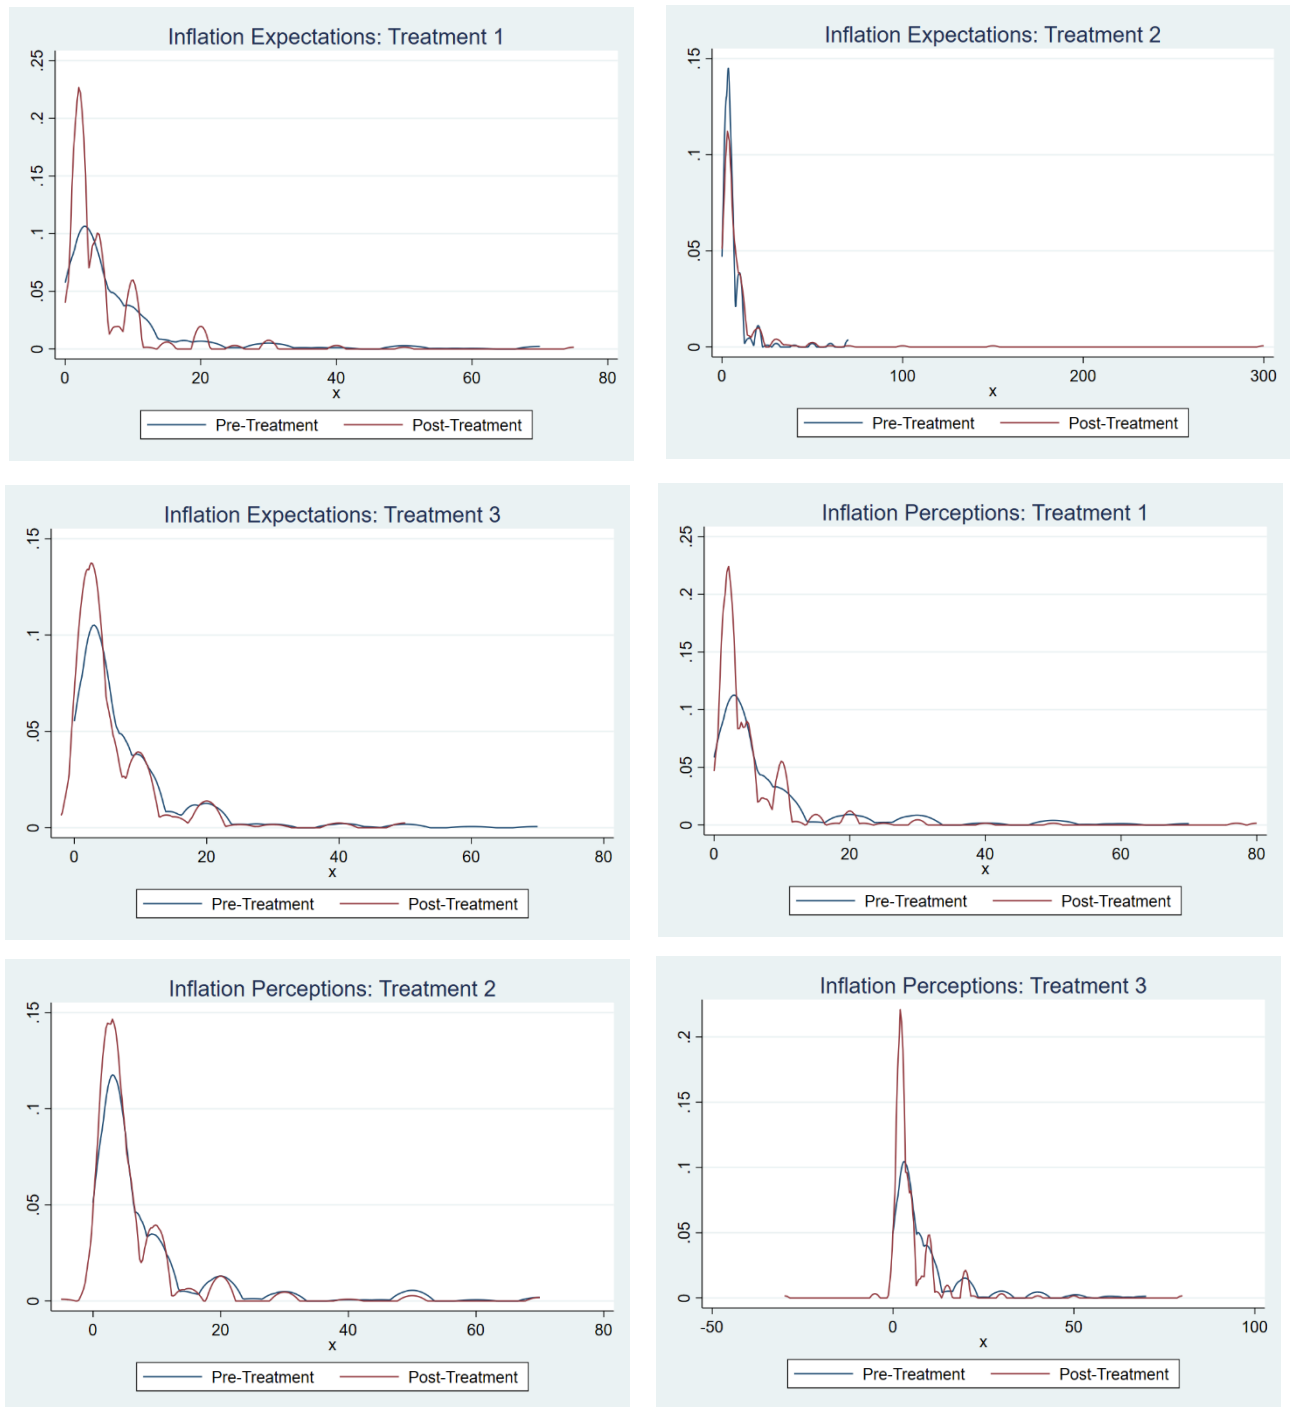 Inflation Expectations: Treatment 1
.25
.2
.15
.1
.05
0
0 20 40 60 80
x
Pre-Treatment Post-Treatment
Inflation Expectations: Treatment 2
.15
.1
.05
0
0 100 200 300
x
Pre-Treatment Post-Treatment
Inflation Expectations: Treatment 3
.15
.1
.05
0
0 20 40 60 80
x
Pre-Treatment Post-Treatment
Inflation Perceptions: Treatment 1
.25
.2
.15
.1
.05
0
0 20 40 60 80
x
Pre-Treatment Post-Treatment
Inflation Perceptions: Treatment 2
.15
.1
.05
0
0 20 40 60 80
x
Pre-Treatment Post-Treatment
Inflation Perceptions: Treatment 3
.2
.15
.1
.05
0
-50 0 50 100
x
Pre-Treatment Post-Treatment